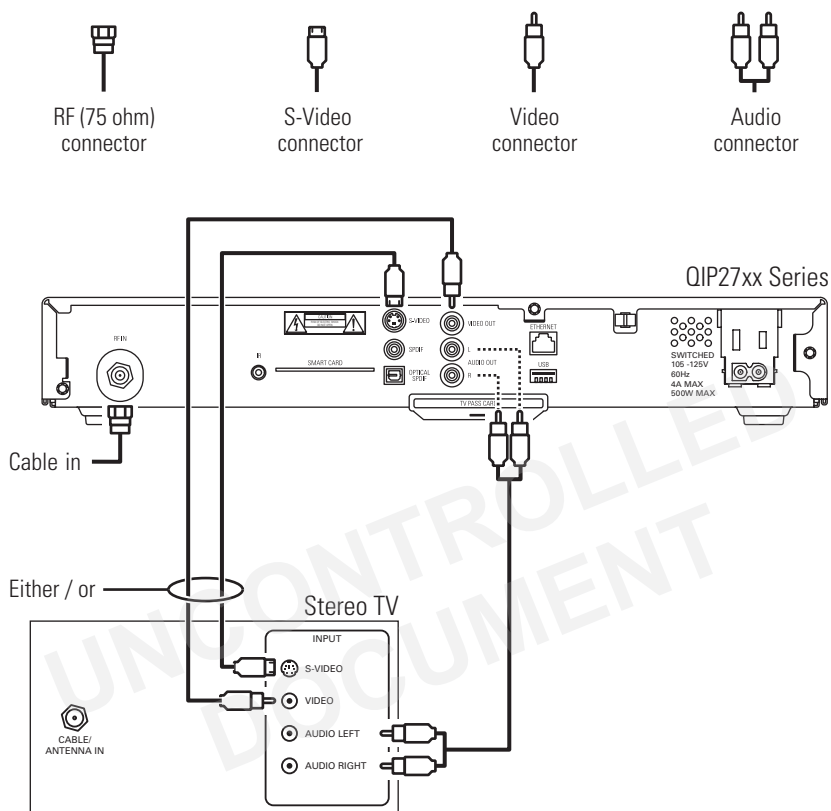 RF (75 ohm)
connector
S-Video
connector
Video
connector
Audio
connector
QIP27xx Series
RF IN
IR
SMART CARD
CAUTION
S-VIDEO
SPDIF
OPTICAL
SPDIF
VIDEO OUT
L
AUDIO OUT
R
ETHERNET
USB
TV PASS CARD
SWITCHED
105 -125V
60Hz
4A MAX
500W MAX
Cable in
Either / or
Stereo TV
INPUT
S-VIDEO
VIDEO
AUDIO LEFT
AUDIO RIGHT
CABLE/
ANTENNA IN
UNCONTROLLED
DOCUMENT